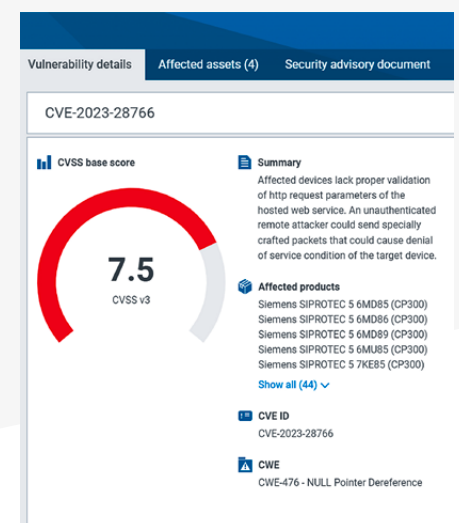 Vulnerability details
Affected assets (4)
Security advisory document
CVE-2023-28766
CVSS base score
7.5
CVSS v3
Summary
Affected devices lack proper validation
of http request parameters of the
hosted web service. An unauthenticated
remote attacker could send specially
crafted packets that could cause denial
of service condition of the target device.
Affected products
Siemens SIPROTEC 5 6MD85 (CP300)
Siemens SIPROTEC 5 6MD86 (CP300)
Siemens SIPROTEC 5 6MD89 (CP300)
Siemens SIPROTEC 5 6MU85 (CP300)
Siemens SIPROTEC 5 7KE85 (CP300)
Show all (44)
CVE ID
CVE-2023-28766
CWE
CWE-476 - NULL Pointer Dereference